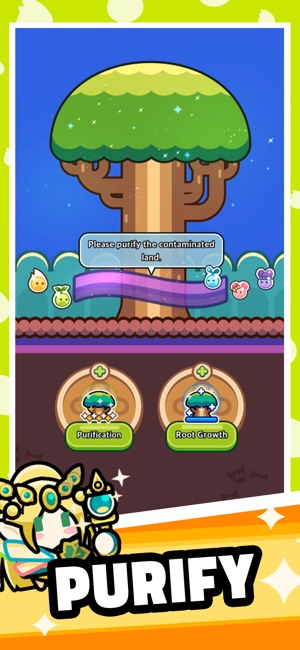 Please purify the contaminated
land.
Purification
Root Growth
PURIFY